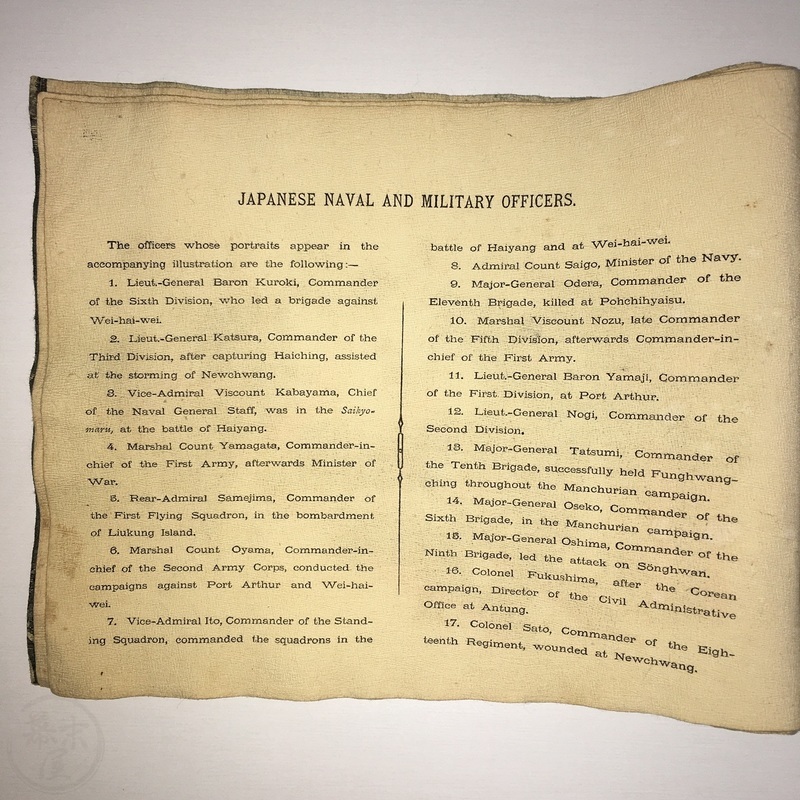 JAPANESE NAVAL AND MILITARY OFFICERS.
The officers whose portraits appear in the
accompanying illustration are the following:—
1. Lieut.-General Baron Kuroki, Commander
of the Sixth Division, who led a brigade against
Wei-hai-wei.
2. Lieut.-General Katsura, Commander of the
Third Division, after capturing Haiching, assisted
at the storming of Newchwang.
3. Vice-Admiral Viscount Kabayama, Chief
of the Naval General Staff, was in the Saikyo-
maru, at the battle of Haiyang.
4. Marshal Count Yamagata, Commander-in-
chief of the First Army, afterwards Minister of
War.
5. Rear-Admiral Samejima, Commander of
the First Flying Squadron, in the bombardment
of Liukung Island.
6. Marshal Count Oyama, Commander-in-
chief of the Second Army Corps, conducted the
campaigns against Port Arthur and Wei-hai-
wei.
7. Vice-Admiral Ito, Commander of the Stand-
ing Squadron, commanded the squadrons in the
battle of Haiyang and at Wei-hai-wei.
8. Admiral Count Saigo, Minister of the Navy.
9. Major-General Odera, Commander of the
Eleventh Brigade, killed at Pohchihyaisu.
10. Marshal Viscount Nozu, late Commander
of the Fifth Division, afterwards Commander-in-
chief of the First Army.
11. Lieut.-General Baron Yamaji, Commander
of the First Division, at Port Arthur.
12. Lieut.-General Nogi, Commander of the
Second Division.
13. Major-General Tatsumi, Commander of
the Tenth Brigade, successfully held Funghwang-
ching throughout the Manchurian campaign.
14. Major-General Oseko, Commander of the
Sixth Brigade, in the Manchurian campaign.
15. Major-General Oshima, Commander of the
Ninth Brigade, led the attack on Sönghwan.
16. Colonel Fukushima, after the Corean
campaign, Director of the Civil Administrative
Office at Antung.
17. Colonel Sato, Commander of the Eigh-
teenth Regiment, wounded at Newchwang.